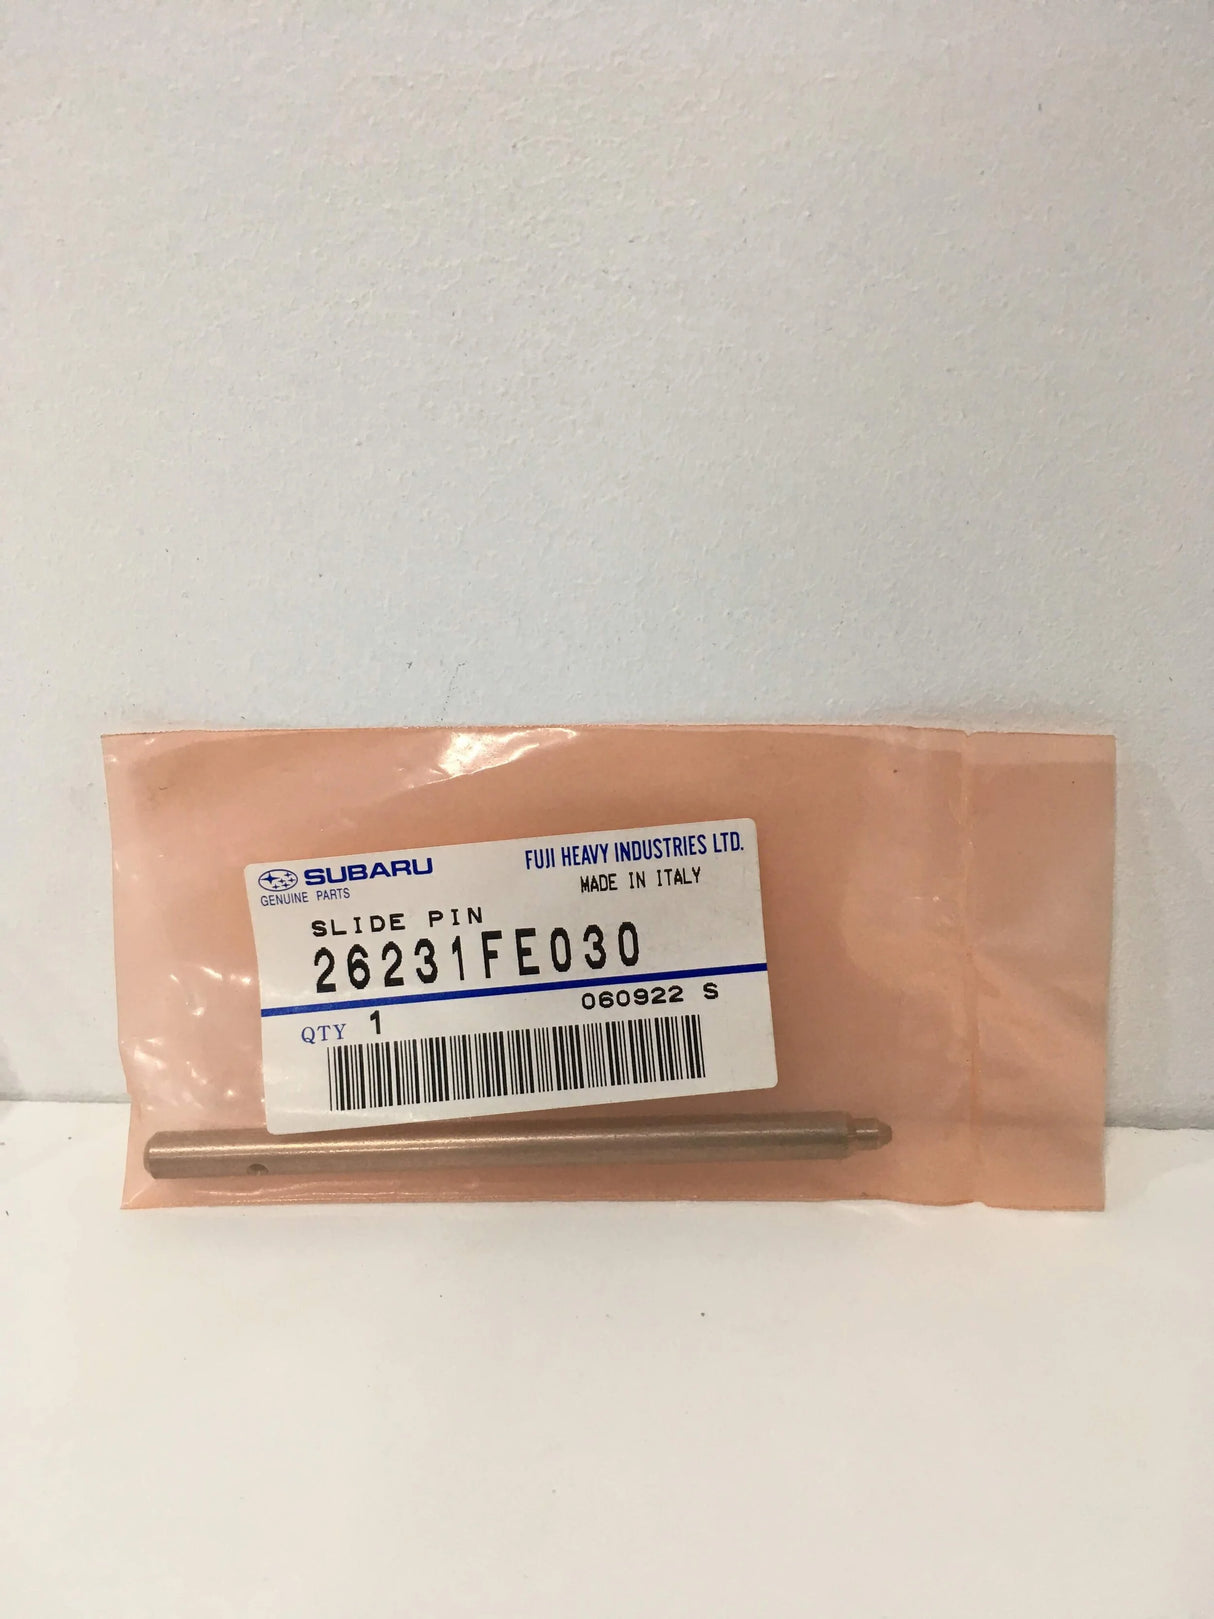 SUBARU
GENUINE PARTS
FUJI HEAVY INDUSTRIES LTD.
MADE IN ITALY
SLIDE PIN
26231FE030
060922 S
QTY 1